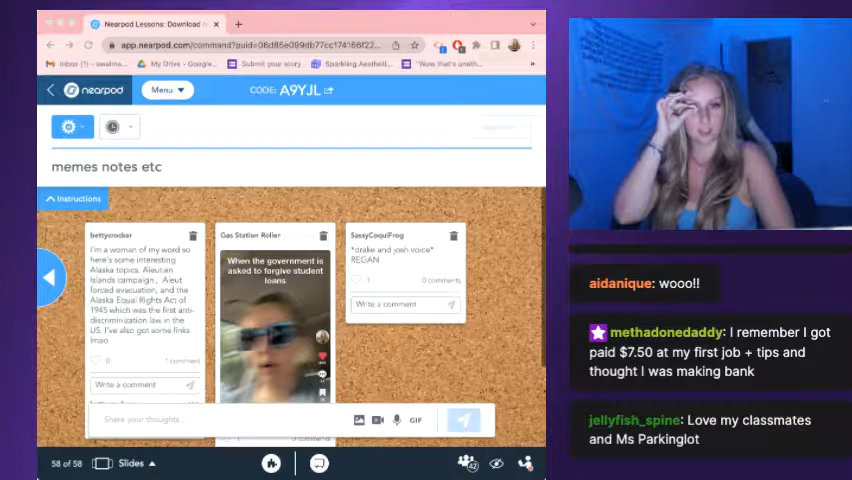 Nearpod Lessons: Download
app.nearpod.com/command?puid=06d85e099db77cc174166f22...
Inbox (1) – swalma...
My Drive – Google...
Submit your story
Sparkling Aesthetic...
"Wow that's uneth...
nearpod
Menu
CODE: A9YJL
memes notes etc
Instructions
bettycrocker
I'm a woman of my word so
here's some interesting
Alaska topics. Aleutian
Islands campaign , Aleut
forced evacuation, and the
Alaska Equal Rights Act of
1945 which was the first anti-
discrimination law in the
US. I've also got some links
lmao
0
1 comment
Write a comment
Gas Station Roller
When the government is
asked to forgive student
loans
0 comments
SassyCoquiFrog
*drake and josh voice*
REGAN
1
0 comments
Write a comment
Share your thoughts...
GIF
58 of 58
Slides
42
aidanique: wooo!!
methadonedaddy: I remember I got
paid $7.50 at my first job + tips and
thought I was making bank
jellyfish_spine: Love my classmates
and Ms Parkinglot